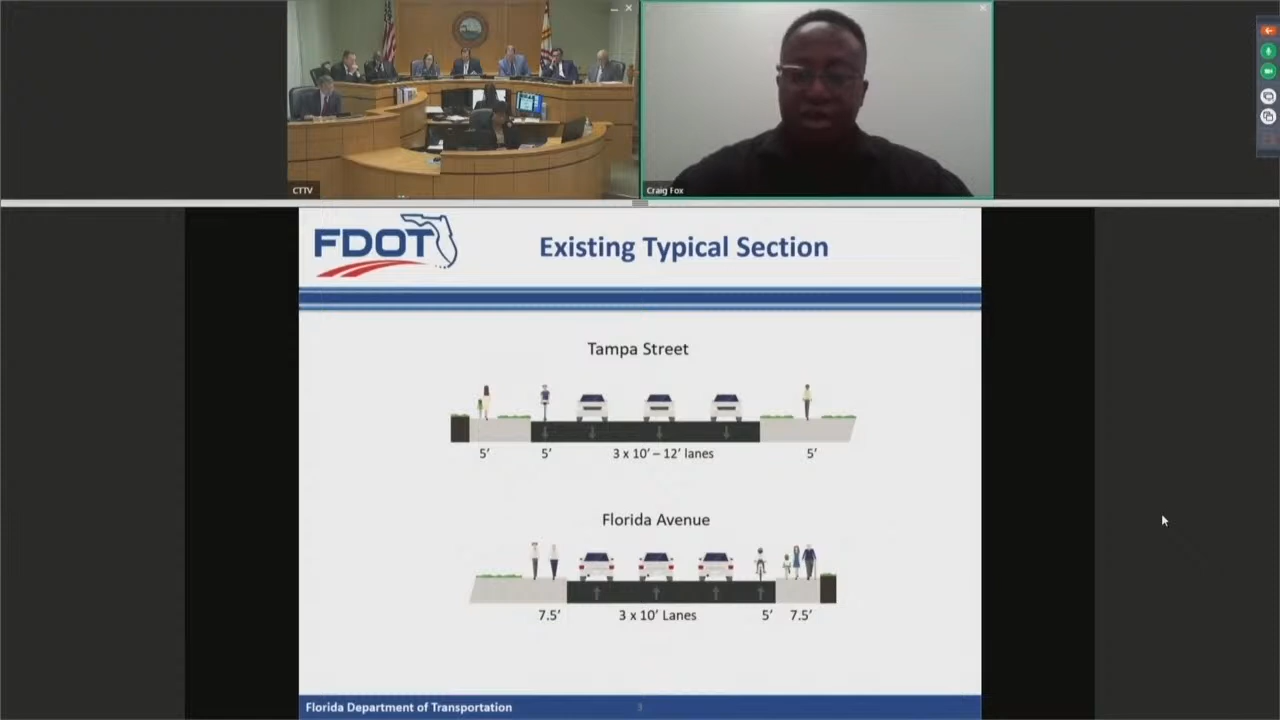 CTTV
Craig Fox
FDOT
Existing Typical Section
Tampa Street
5’ 5’ 3 x 10’ – 12’ lanes 5’
Florida Avenue
7.5’ 3 x 10’ Lanes 5’ 7.5’
Florida Department of Transportation 3